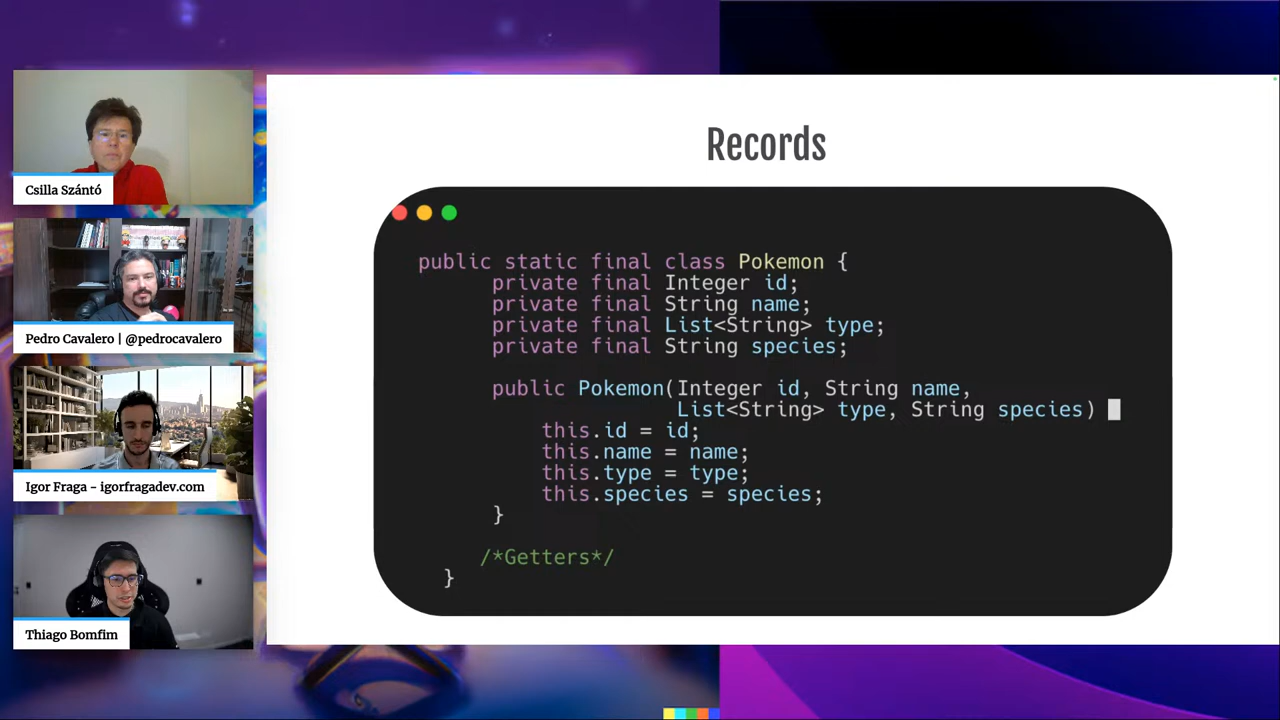 Csilla Szántó
Pedro Cavalero | @pedrocavalero
Igor Fraga - igorfragadev.com
Thiago Bomfim
Records
public static final class Pokemon {
private final Integer id;
private final String name;
private final List<String> type;
private final String species;
public Pokemon(Integer id, String name,
List<String> type, String species)
this.id = id;
this.name = name;
this.type = type;
this.species = species;
}
/*Getters*/
}